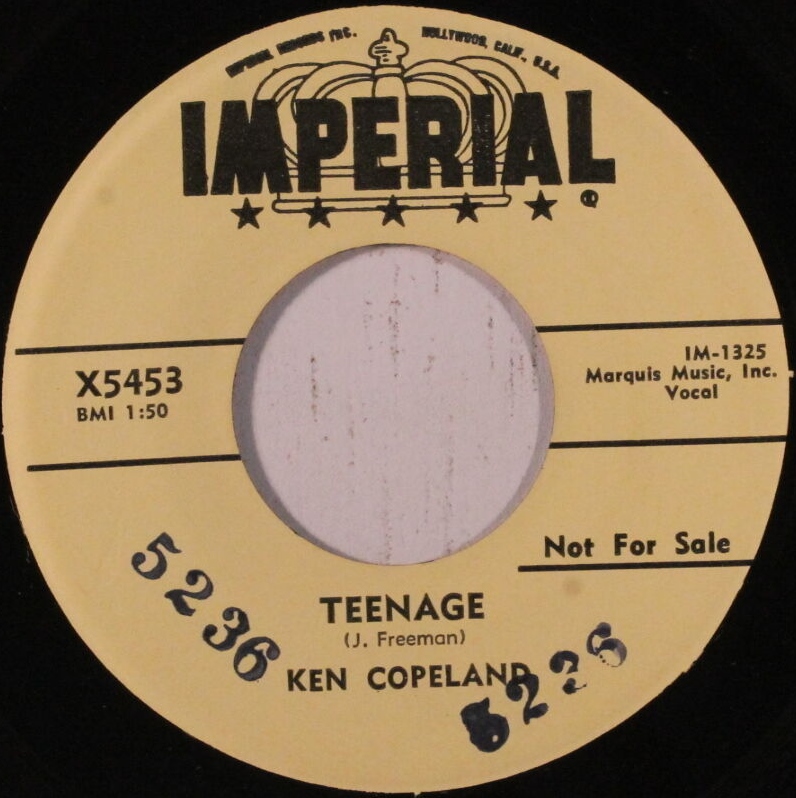 IMPERIAL RECORDS INC. HOLLYWOOD, CALIF., U.S.A.
IMPERIAL
X5453
BMI 1:50
IM-1325
Marquis Music, Inc.
Vocal
Not For Sale
TEENAGE
(J. Freeman)
KEN COPELAND
5236